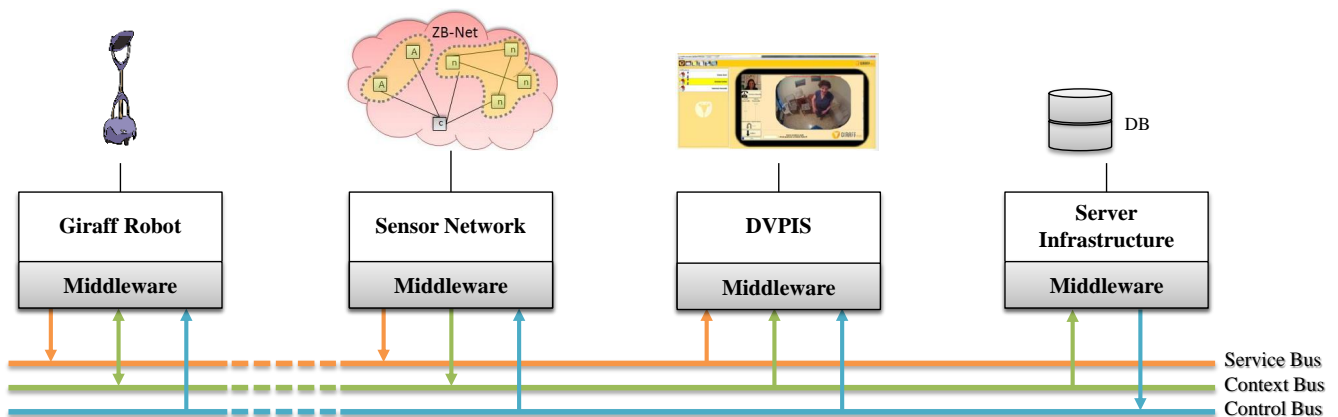 ZB-Net
A
n
n
A
n
n
c
DB
Giraff Robot
Sensor Network
DVPIS
Server
Infrastructure
Middleware
Middleware
Middleware
Middleware
Service Bus
Context Bus
Control Bus